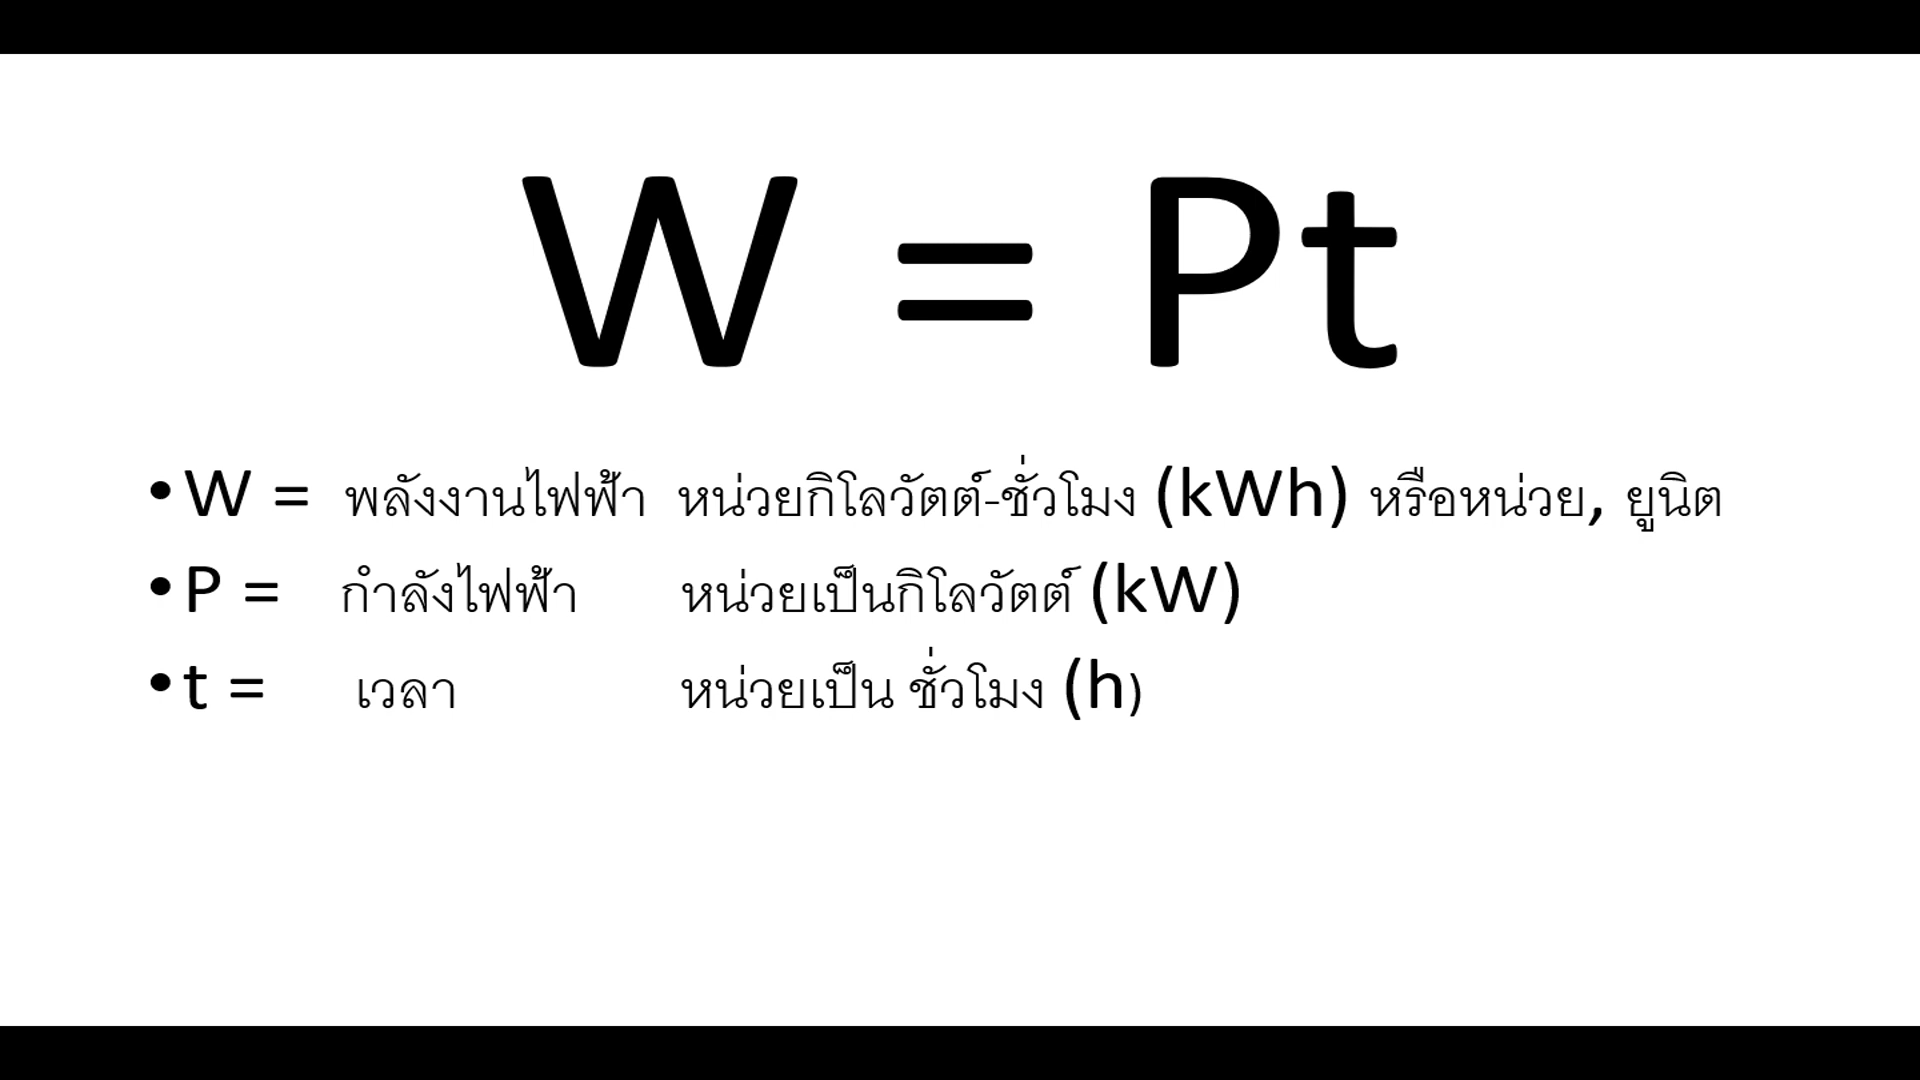 W = Pt
•W = พลังงานไฟฟ้า หน่วยกิโลวัตต์-ชั่วโมง (kWh) หรือหน่วย, ยูนิต
•P = กำลังไฟฟ้า หน่วยเป็นกิโลวัตต์ (kW)
•t = เวลา หน่วยเป็น ชั่วโมง (h)